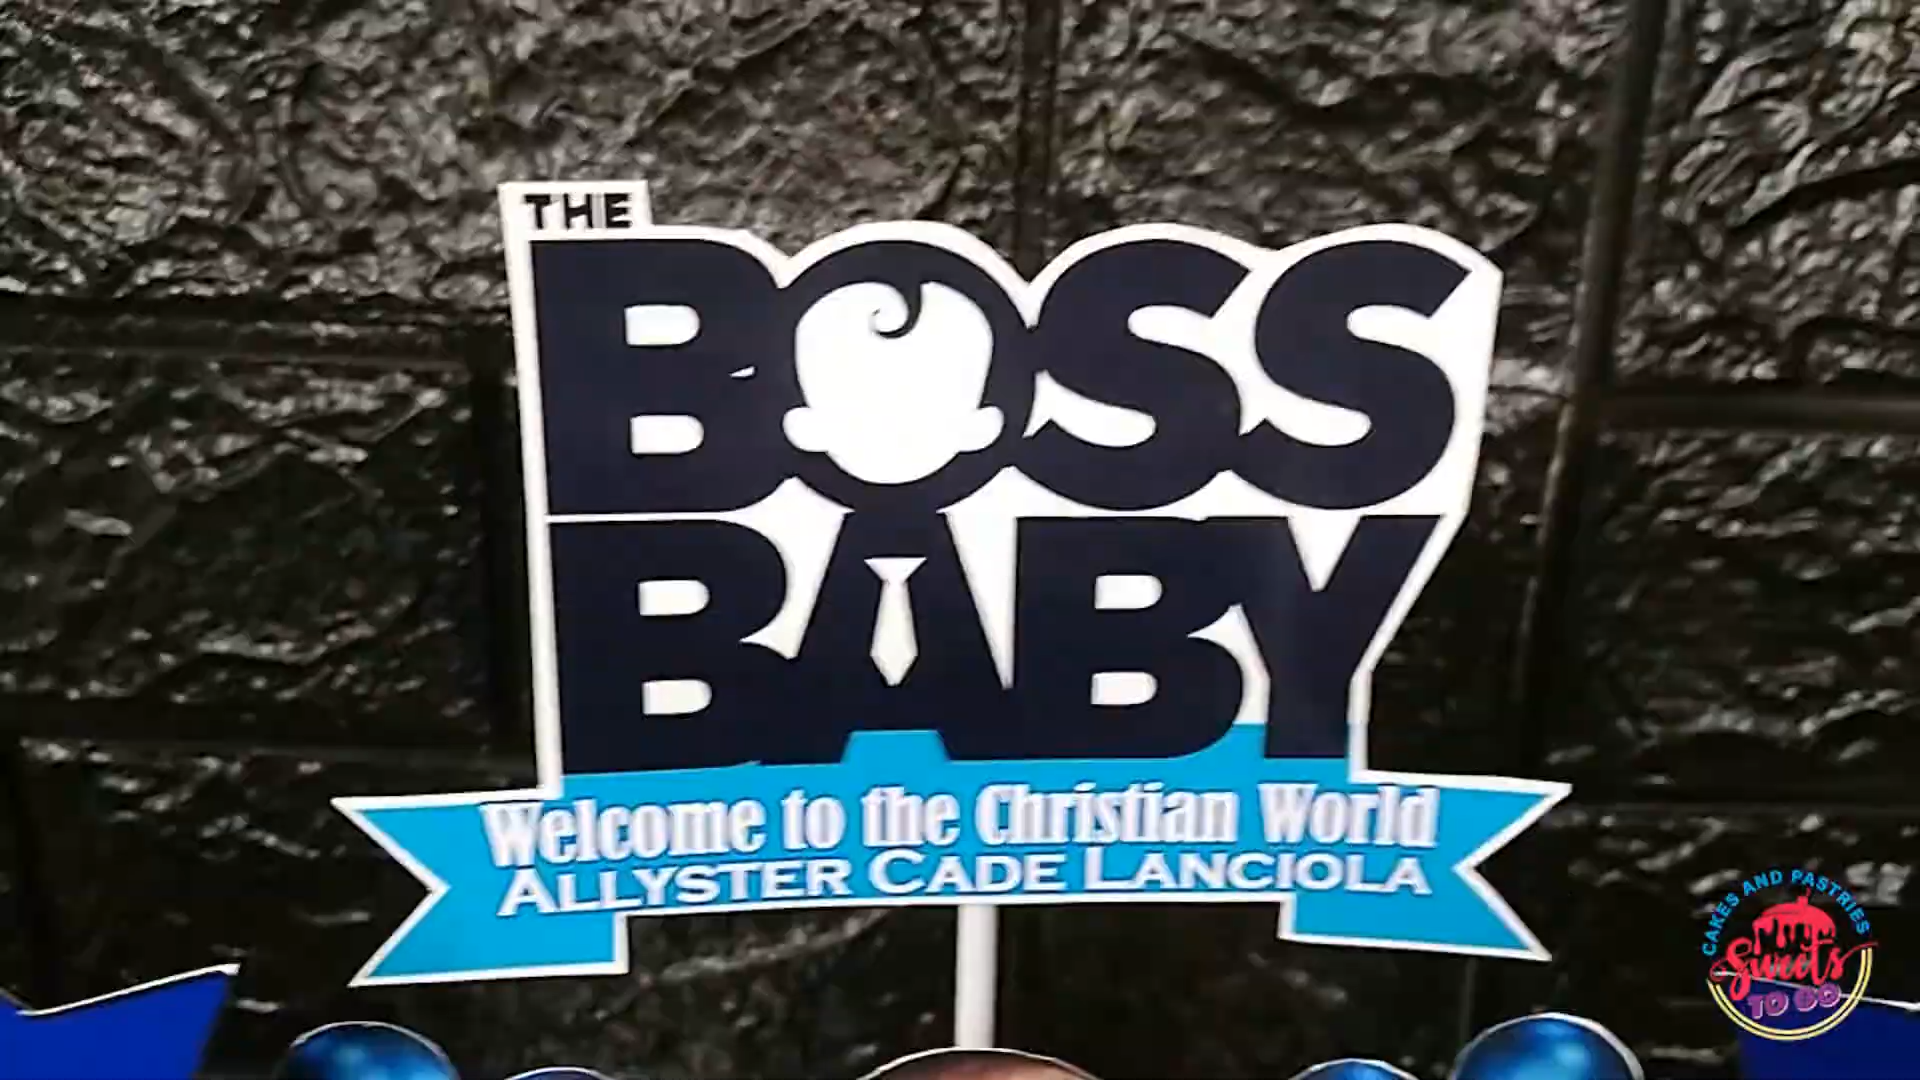 THE
BOSS
BABY
Welcome to the Christian World
ALLYSTER CADE LANCIOLA
CAKES AND PASTRIES
Sweets
TO GO